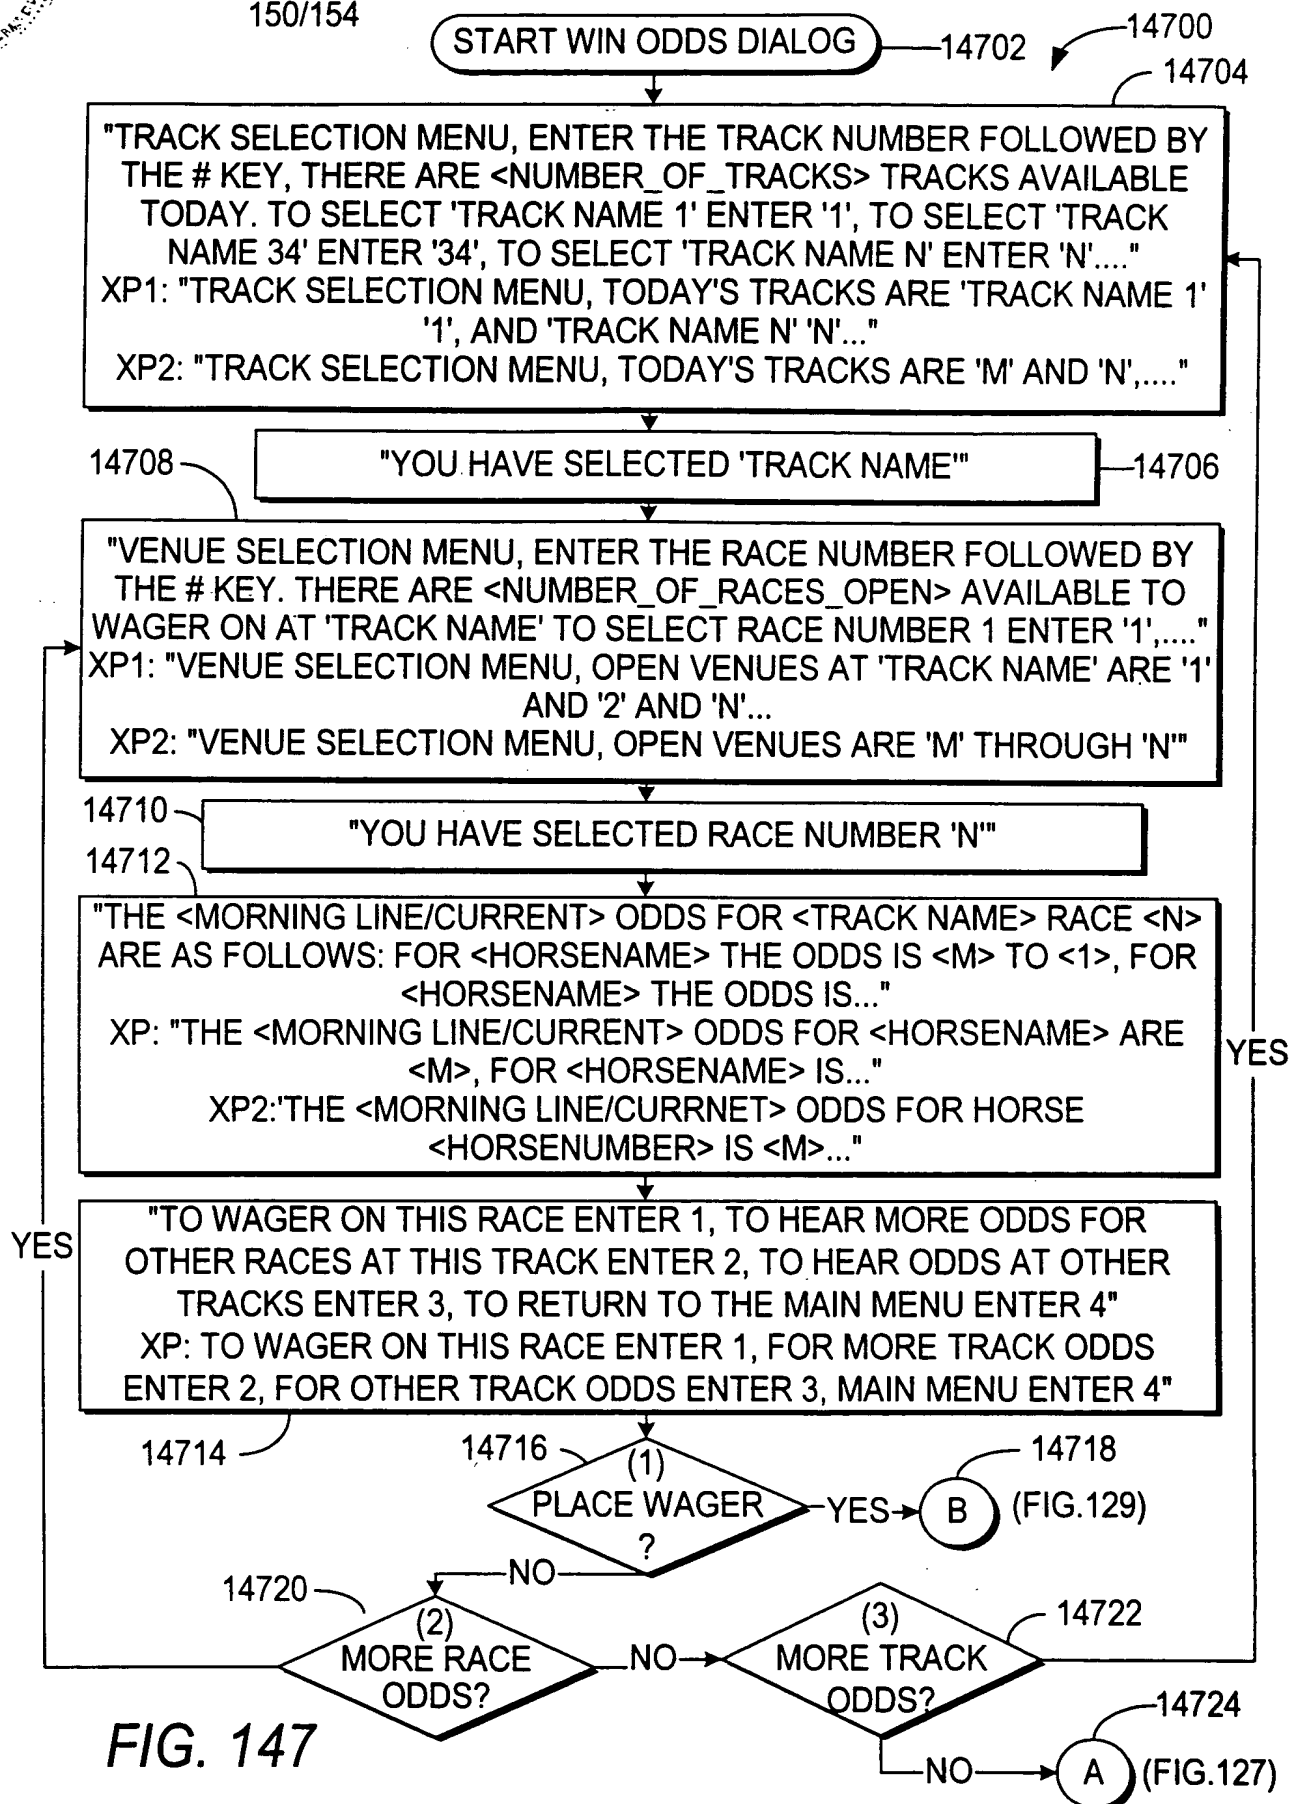 150/154
START WIN ODDS DIALOG
14702
14700
14704
"TRACK SELECTION MENU, ENTER THE TRACK NUMBER FOLLOWED BY
THE # KEY, THERE ARE <NUMBER_OF_TRACKS> TRACKS AVAILABLE
TODAY. TO SELECT 'TRACK NAME 1' ENTER '1', TO SELECT 'TRACK
NAME 34' ENTER '34', TO SELECT 'TRACK NAME N' ENTER 'N'...."
XP1: "TRACK SELECTION MENU, TODAY'S TRACKS ARE 'TRACK NAME 1'
'1', AND 'TRACK NAME N' 'N'..."
XP2: "TRACK SELECTION MENU, TODAY'S TRACKS ARE 'M' AND 'N',...."
14708
"YOU HAVE SELECTED 'TRACK NAME'"
14706
"VENUE SELECTION MENU, ENTER THE RACE NUMBER FOLLOWED BY
THE # KEY. THERE ARE <NUMBER_OF_RACES_OPEN> AVAILABLE TO
WAGER ON AT 'TRACK NAME' TO SELECT RACE NUMBER 1 ENTER '1',...."
XP1: "VENUE SELECTION MENU, OPEN VENUES AT 'TRACK NAME' ARE '1'
AND '2' AND 'N'...
XP2: "VENUE SELECTION MENU, OPEN VENUES ARE 'M' THROUGH 'N'"
14710
"YOU HAVE SELECTED RACE NUMBER 'N'"
14712
"THE <MORNING LINE/CURRENT> ODDS FOR <TRACK NAME> RACE <N>
ARE AS FOLLOWS: FOR <HORSENAME> THE ODDS IS <M> TO <1>, FOR
<HORSENAME> THE ODDS IS..."
XP: "THE <MORNING LINE/CURRENT> ODDS FOR <HORSENAME> ARE
<M>, FOR <HORSENAME> IS..."
XP2:'THE <MORNING LINE/CURRNET> ODDS FOR HORSE
<HORSENUMBER> IS <M>..."
YES
YES
"TO WAGER ON THIS RACE ENTER 1, TO HEAR MORE ODDS FOR
OTHER RACES AT THIS TRACK ENTER 2, TO HEAR ODDS AT OTHER
TRACKS ENTER 3, TO RETURN TO THE MAIN MENU ENTER 4"
XP: TO WAGER ON THIS RACE ENTER 1, FOR MORE TRACK ODDS
ENTER 2, FOR OTHER TRACK ODDS ENTER 3, MAIN MENU ENTER 4"
14714
14716
(1)
PLACE WAGER
?
YES
14718
B
(FIG.129)
NO
14720
(2)
MORE RACE
ODDS?
NO
(3)
MORE TRACK
ODDS?
14722
14724
NO
A
(FIG.127)
FIG. 147